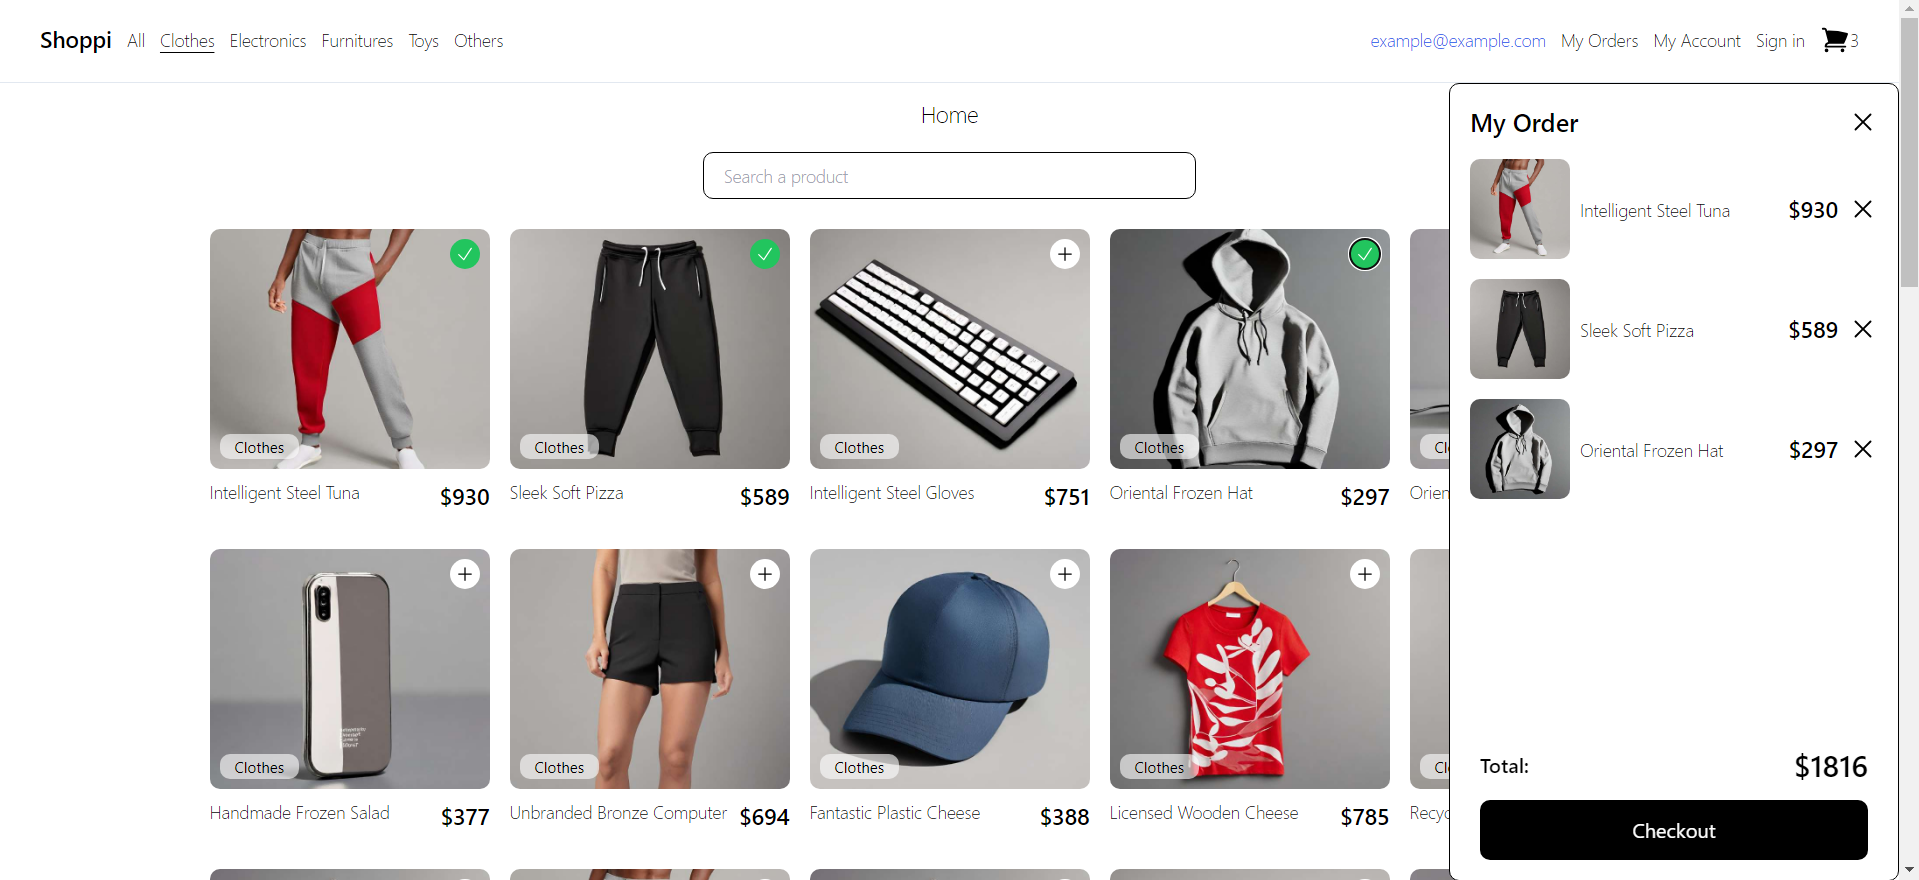 Shoppi All Clothes Electronics Furnitures Toys Others
example@example.com My Orders My Account Sign in 3
Home
Search a product
Clothes
Intelligent Steel Tuna $930
Clothes
Sleek Soft Pizza $589
Clothes
Intelligent Steel Gloves $751
Clothes
Oriental Frozen Hat $297
Clothes
Handmade Frozen Salad $377
Clothes
Unbranded Bronze Computer $694
Clothes
Fantastic Plastic Cheese $388
Clothes
Licensed Wooden Cheese $785
My Order
Intelligent Steel Tuna $930
Sleek Soft Pizza $589
Oriental Frozen Hat $297
Total: $1816
Checkout